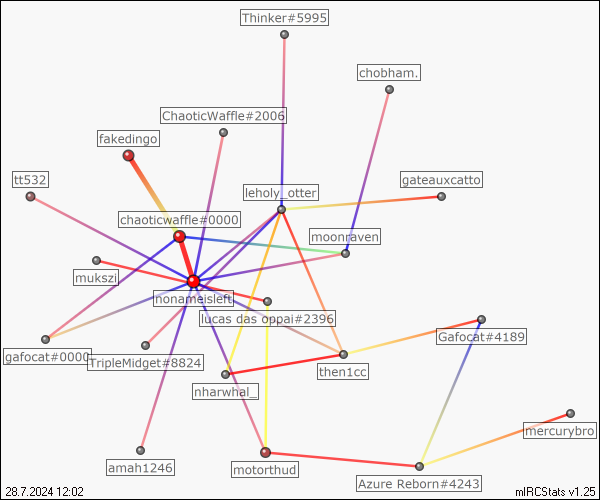 Thinker#5995
chobham.
ChaoticWaffle#2006
fakedingo
tt532
leholy_otter
gateauxcatto
chaoticwaffle#0000
moonraven
mukszi
nonameisleft
lucas das oppai#2396
Gafocat#4189
gafocat#0000
TripleMidget#8824
then1cc
nharwhal_
mercurybro
amah1246
motorthud
Azure Reborn#4243
28.7.2024 12:02
mIRCStats v1.25